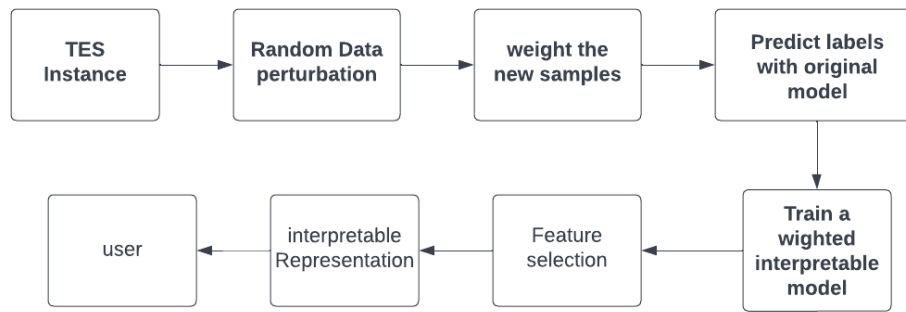 TES
Instance
Random Data
perturbation
weight the
new samples
Predict labels
with original
model
Train a
wighted
interpretable
model
Feature
selection
interpretable
Representation
user